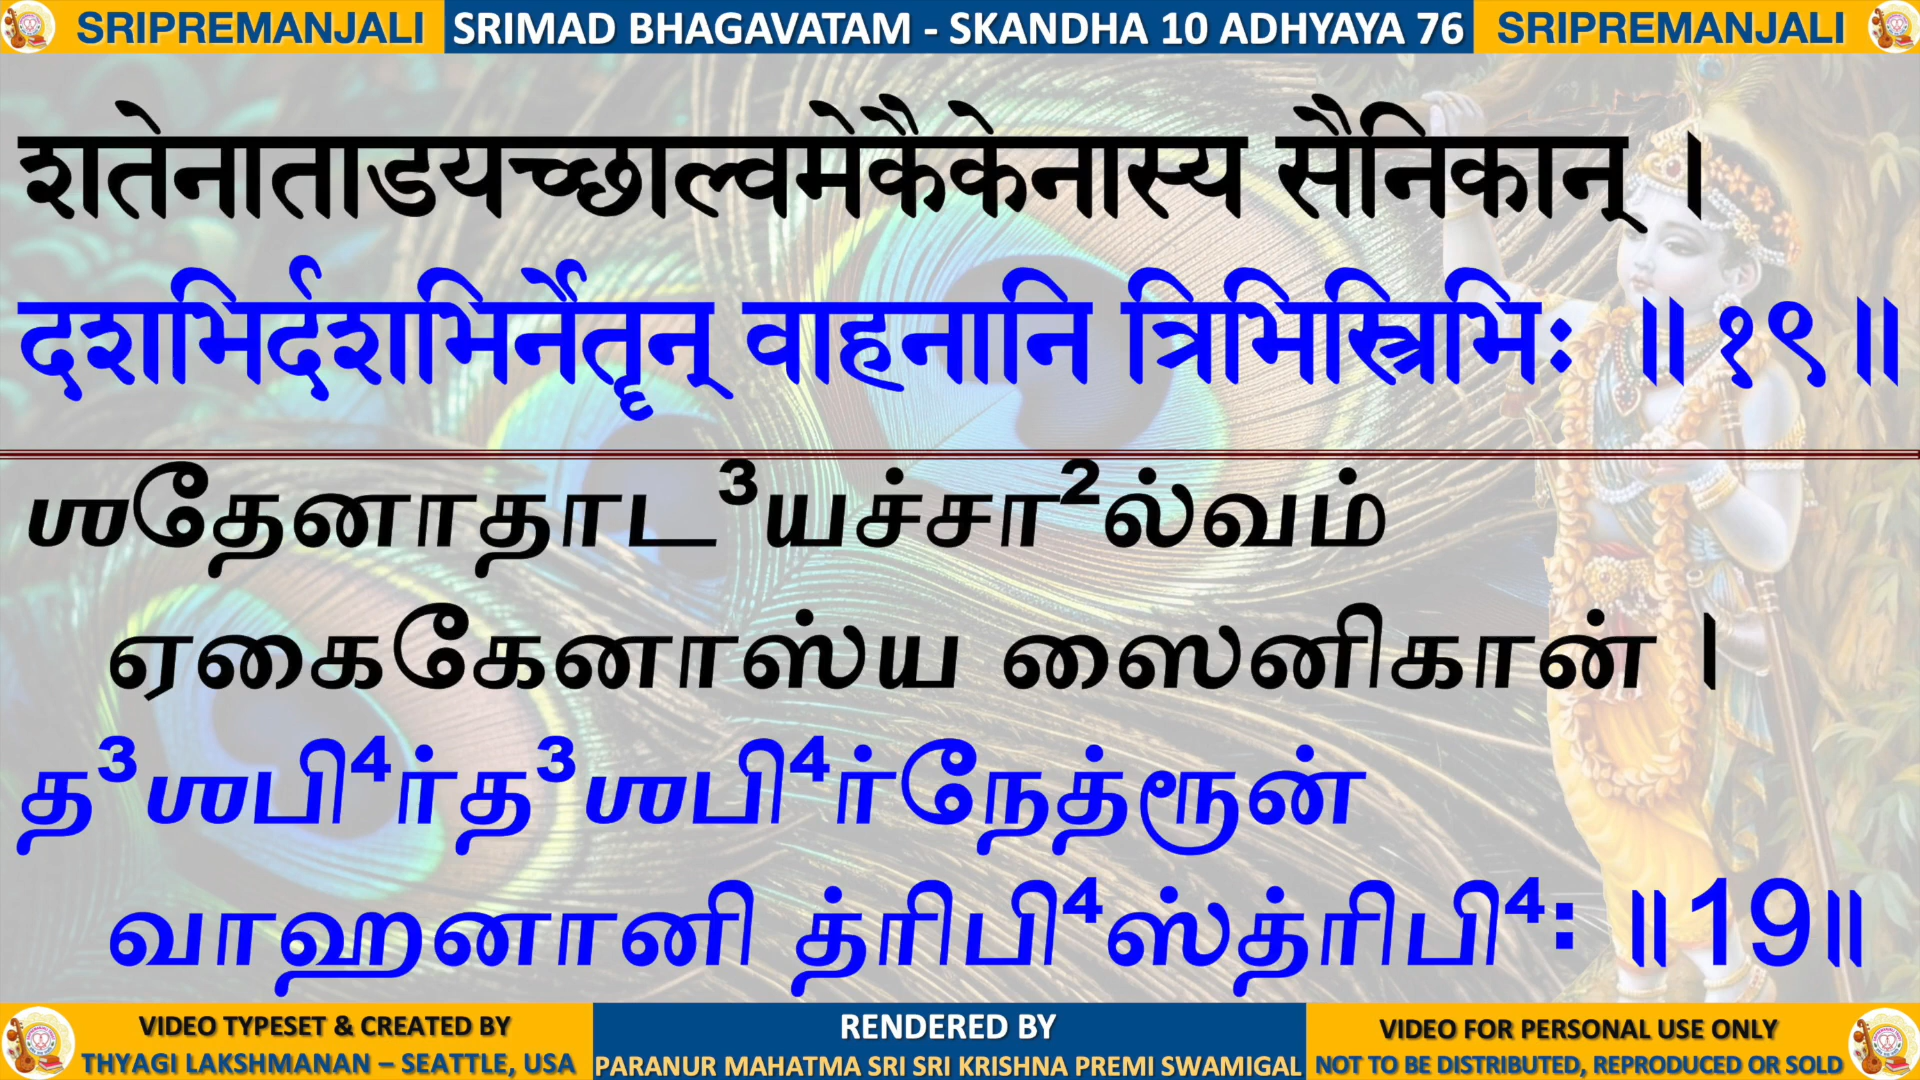 SRIPREMANJALI SRIMAD BHAGAVATAM - SKANDHA 10 ADHYAYA 76 SRIPREMANJALI
शतेनाताडयच्छाल्वमेकैकेनास्य सैनिकान् ।
दशभिर्दशभिर्नेतॄन् वाहनानि त्रिभिस्त्रिभिः ॥१९॥
ஶதேனாதாட³யச்சா²ல்வம்
ஏகைகேனாஸ்ய ஸைனிகான் ।
த³ஶபி⁴ர்த³ஶபி⁴ர்நேத்ரூன்
வாஹனானி த்ரிபி⁴ஸ்த்ரிபி⁴꞉ ॥19॥
VIDEO TYPESET & CREATED BY RENDERED BY VIDEO FOR PERSONAL USE ONLY
THYAGI LAKSHMANAN – SEATTLE, USA PARANUR MAHATMA SRI SRI KRISHNA PREMI SWAMIGAL NOT TO BE DISTRIBUTED, REPRODUCED OR SOLD